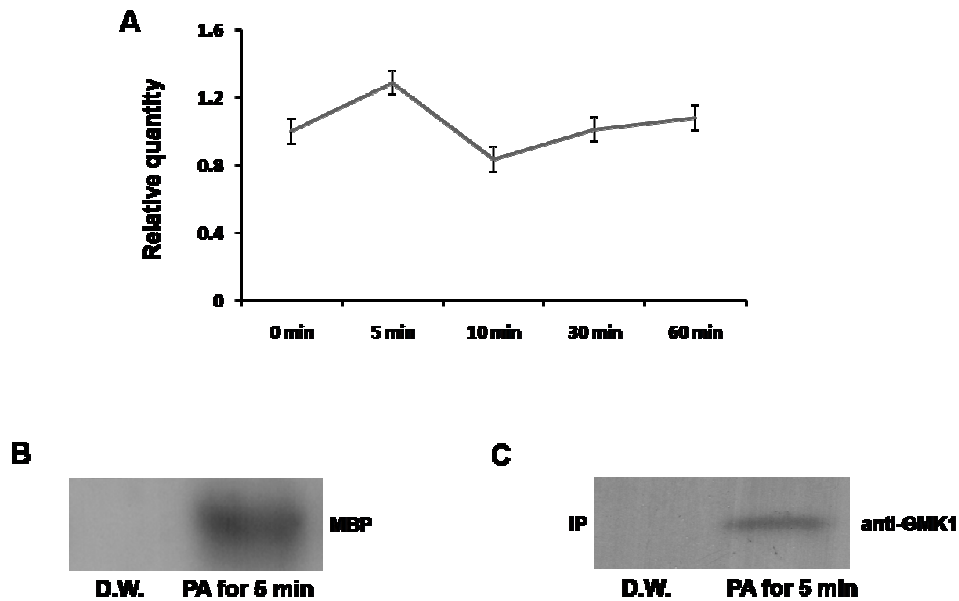 A
1.6
1.2
0.8
0.4
0
Relative quantity
0 min
5 min
10 min
30 min
60 min
B
MBP
D.W.
PA for 5 min
C
IP
anti-GMK1
D.W.
PA for 5 min